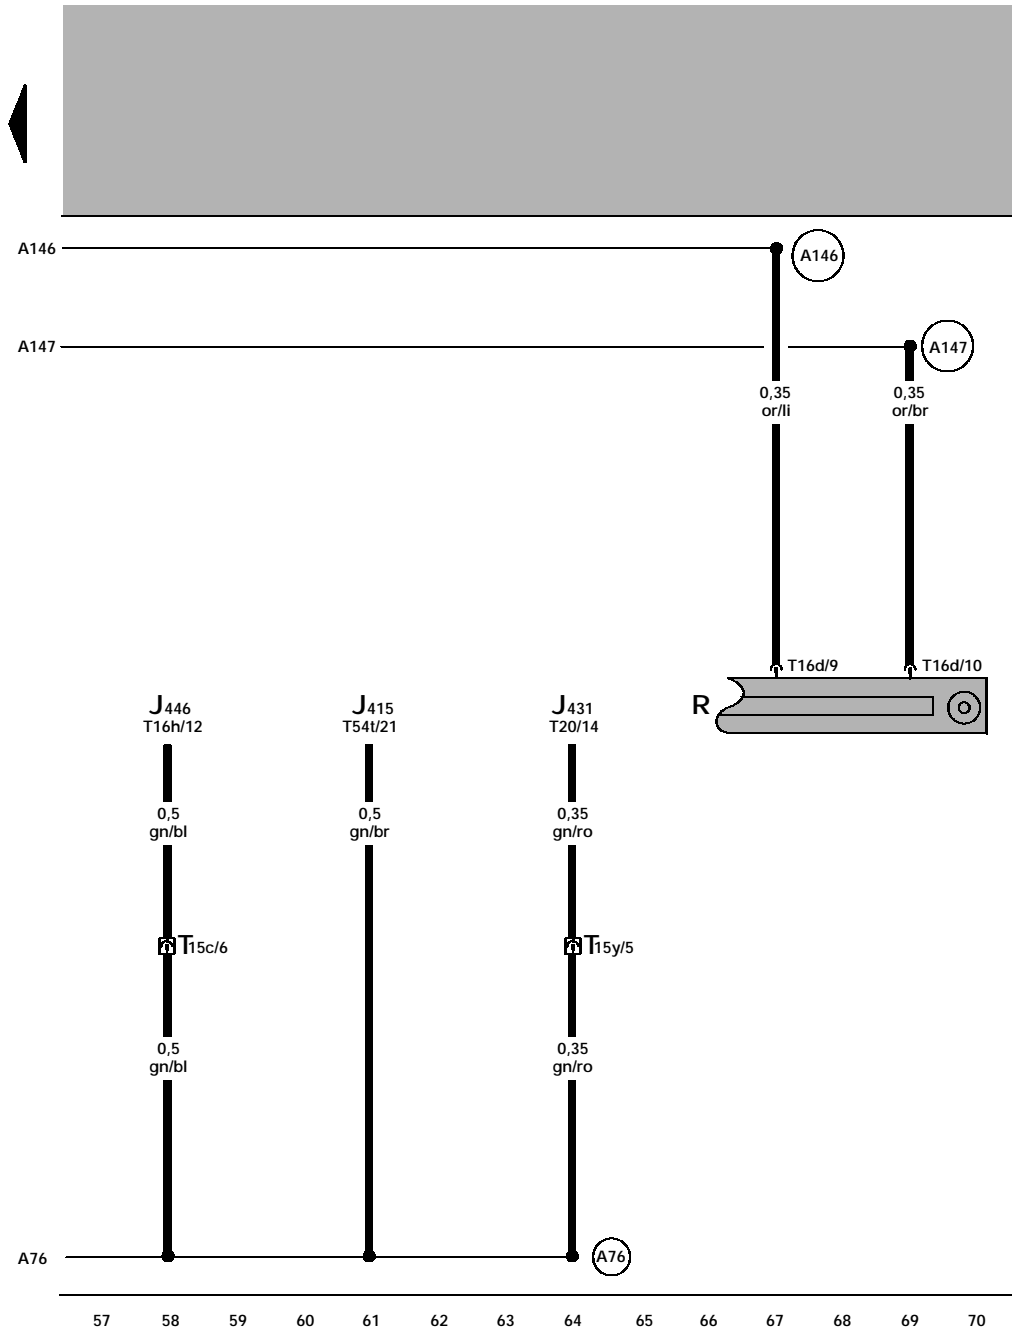 A146
A146
A147
A147
0,35
or/li
0,35
or/br
T16d/9
T16d/10
R
J446
T16h/12
J415
T54t/21
J431
T20/14
0,5
gn/bl
0,5
gn/br
0,35
gn/ro
T15c/6
T15y/5
0,5
gn/bl
0,35
gn/ro
A76
A76
57 58 59 60 61 62 63 64 65 66 67 68 69 70